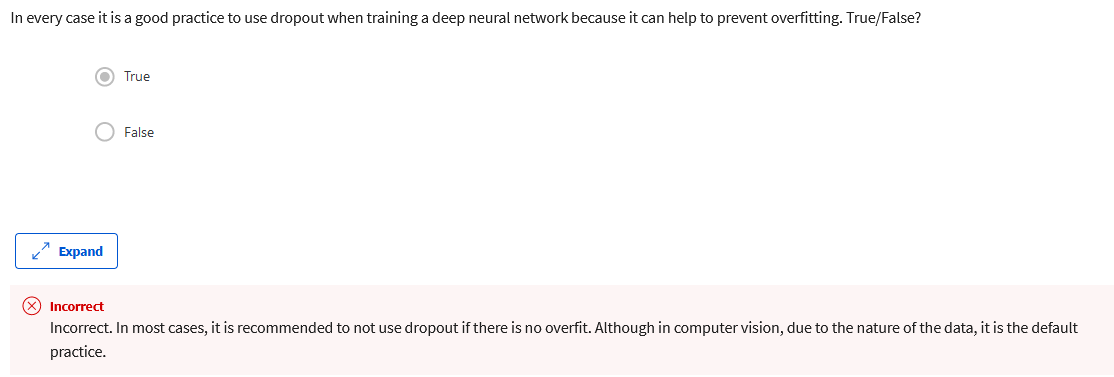 In every case it is a good practice to use dropout when training a deep neural network because it can help to prevent overfitting. True/False?
True
False
Expand
Incorrect
Incorrect. In most cases, it is recommended to not use dropout if there is no overfit. Although in computer vision, due to the nature of the data, it is the default
practice.